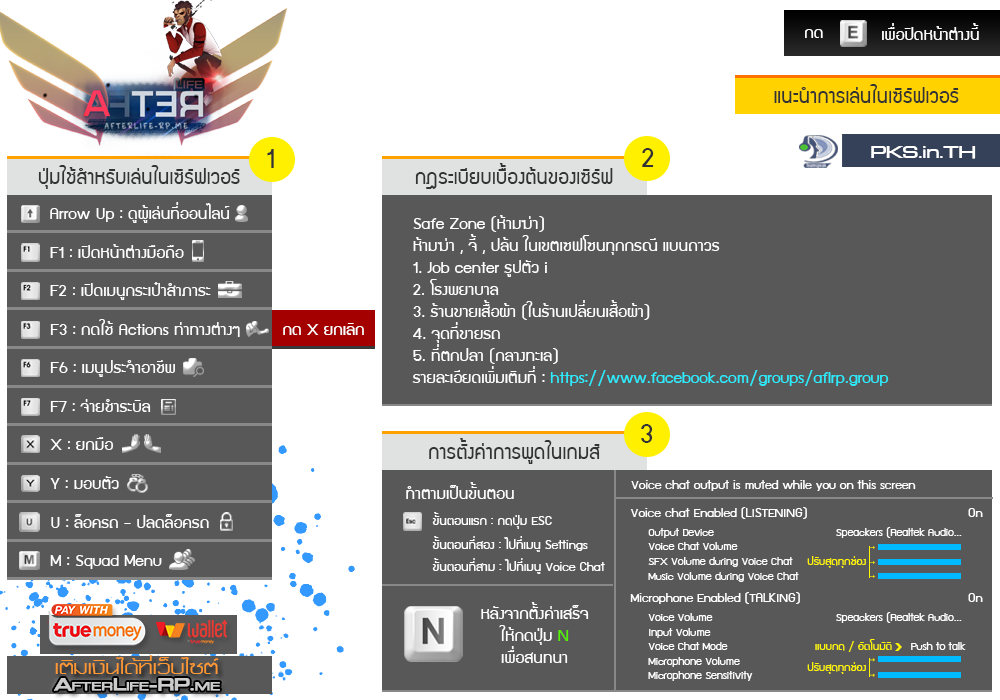 LIFE
AFTER
AFTERLIFE-RP.ME
กด E เพื่อปิดหน้าต่างนี้
แนะนำการเล่นในเซิร์ฟเวอร์
PKS.in.TH
1
ปุ่มใช้สำหรับเล่นในเซิร์ฟเวอร์
Arrow Up : ดูผู้เล่นที่ออนไลน์
F1 F1 : เปิดหน้าต่างมือถือ
F2 F2 : เปิดเมนูกระเป๋าสำภาระ
F3 F3 : กดใช้ Actions ท่าทางต่างๆ
กด X ยกเลิก
F6 F6 : เมนูประจำอาชีพ
F7 F7 : จ่ายชำระบิล
X X : ยกมือ
Y Y : มอบตัว
U U : ล็อครถ - ปลดล็อครถ
M M : Squad Menu
PAY WITH
truemoney
wallet
เติมเงินได้ที่เว็บไซต์
AFTERLIFE-RP.ME
2
กฎระเบียบเบื้องต้นของเซิร์ฟ
Safe Zone (ห้ามฆ่า)
ห้ามฆ่า , จี้ , ปล้น ในเขตเซฟโซนทุกกรณี แบนถาวร
1. Job center รูปตัว i
2. โรงพยาบาล
3. ร้านขายเสื้อผ้า (ในร้านเปลี่ยนเสื้อผ้า)
4. จุดที่ขายรถ
5. ที่ตกปลา (กลางทะเล)
รายละเอียดเพิ่มเติมที่ : https://www.facebook.com/groups/aflrp.group
3
การตั้งค่าการพูดในเกมส์
ทำตามเป็นขั้นตอน
Esc ขั้นตอนแรก : กดปุ่ม ESC
ขั้นตอนที่สอง : ไปที่เมนู Settings
ขั้นตอนที่สาม : ไปที่เมนู Voice Chat
N
หลังจากตั้งค่าเสร็จ
ให้กดปุ่ม N
เพื่อสนทนา
Voice chat output is muted while you on this screen
Voice chat Enabled (LISTENING) On
Output Device Speackers (Realtek Audio...
Voice Chat Volume
SFX Volume during Voice Chat ปรับสุดทุกช่อง
Music Volume during Voice Chat
Microphone Enabled (TALKING) On
Voice Volume Speackers (Realtek Audio...
Input Volume
Voice Chat Mode แบบกด / อัตโนมัติ Push to talk
Microphone Volume
ปรับสุดทุกช่อง
Microphone Sensitivity